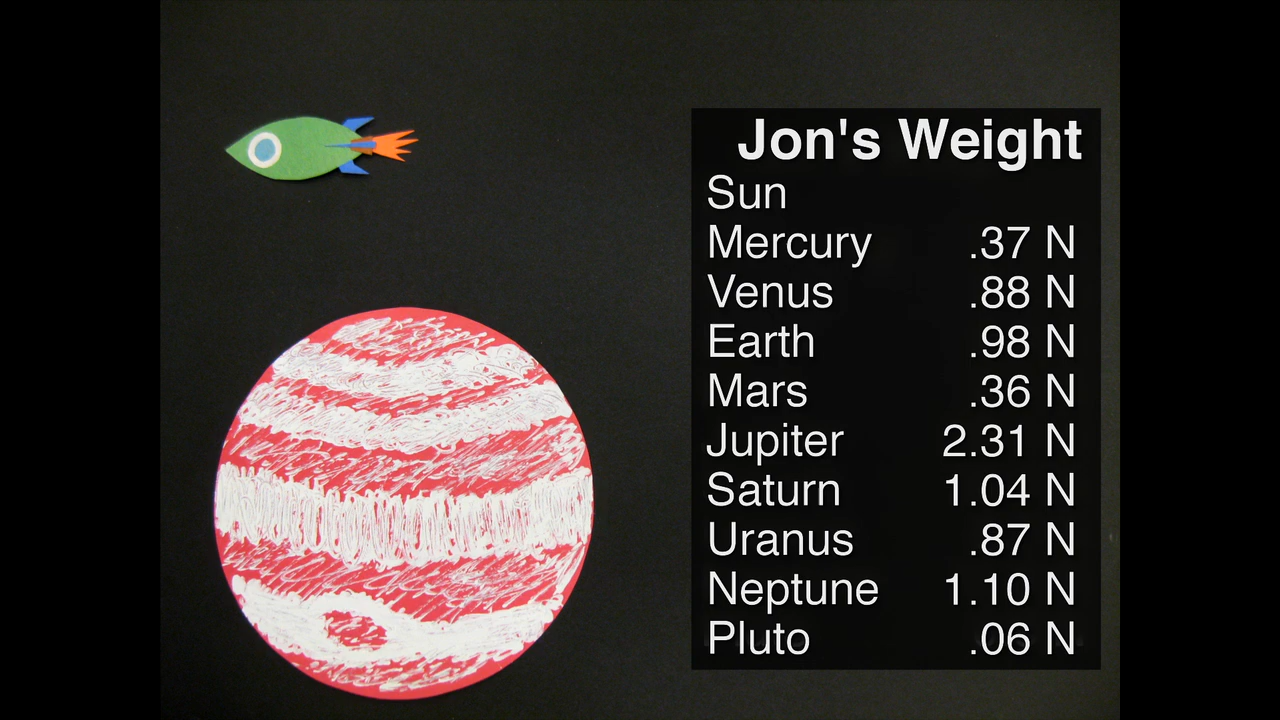 Jon's Weight
Sun
Mercury .37 N
Venus .88 N
Earth .98 N
Mars .36 N
Jupiter 2.31 N
Saturn 1.04 N
Uranus .87 N
Neptune 1.10 N
Pluto .06 N